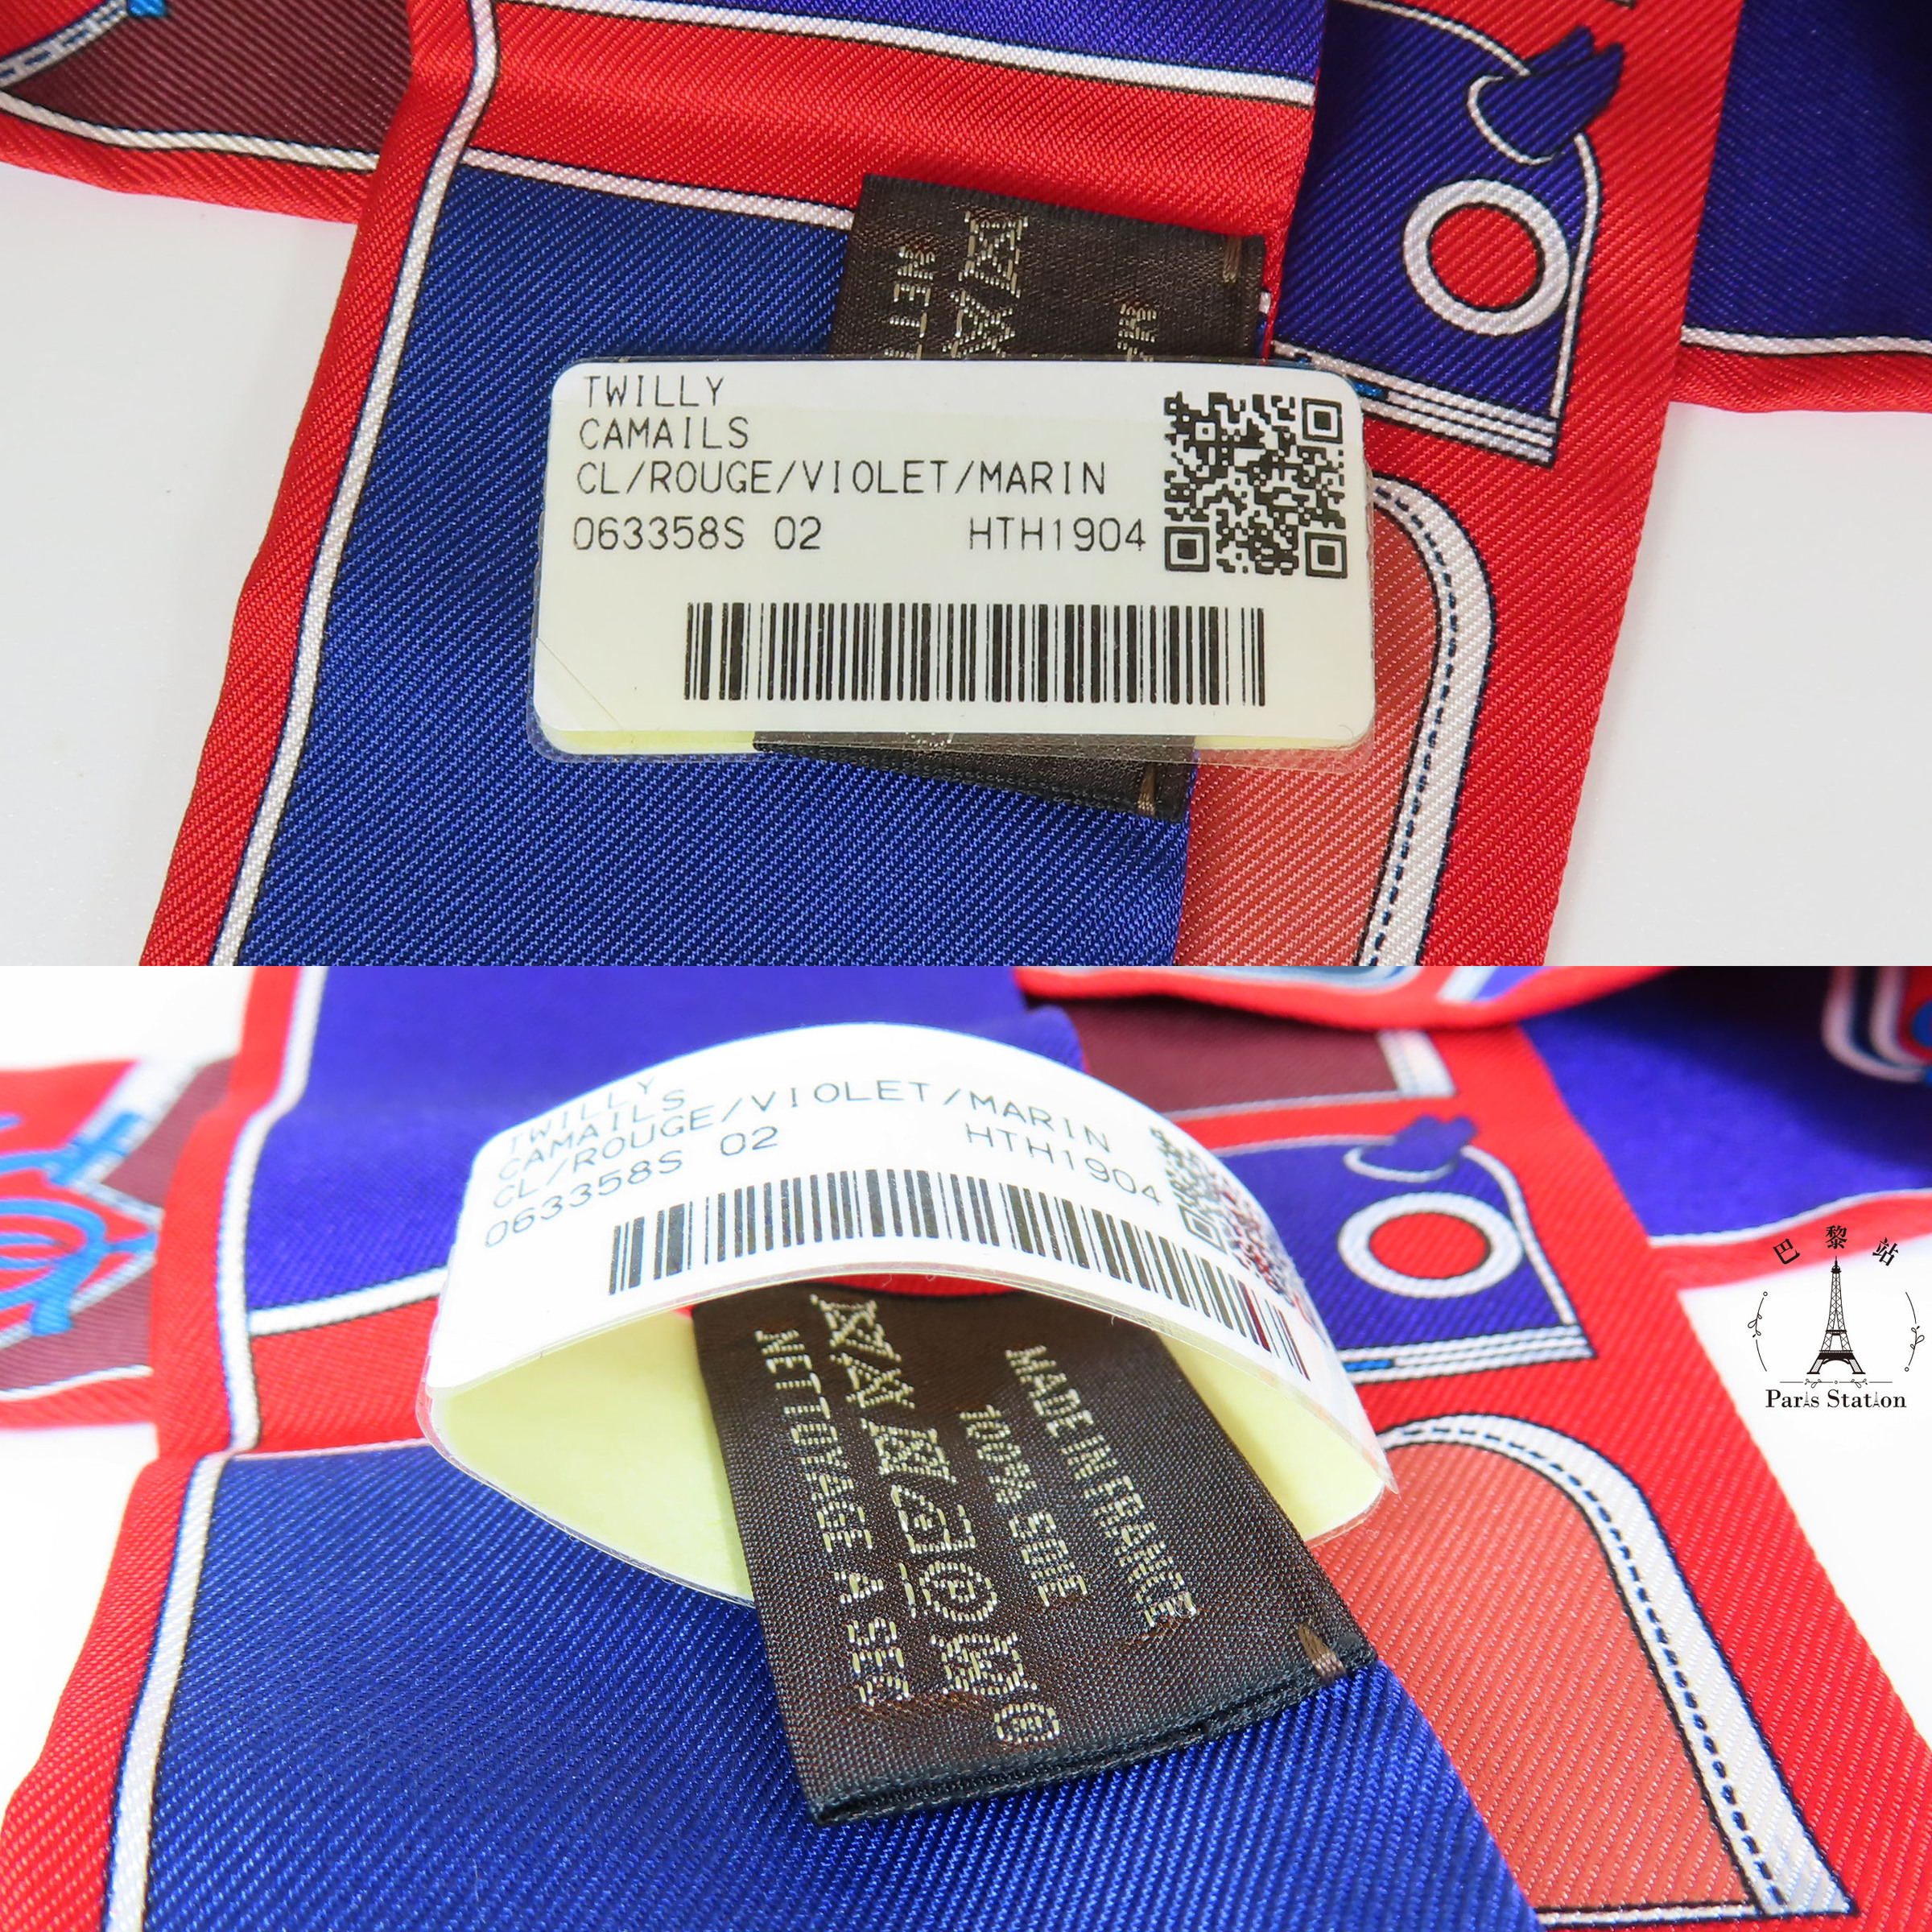 TWILLY
CAMAILS
CL/ROUGE/VIOLET/MARIN
063358S 02 HTH1904
TWILLY
CAMAILS
CL/ROUGE/VIOLET/MARIN
063358S 02 HTH1904
MADE IN FRANCE
100% SOIE
NETTOYAGE A SEC
巴黎站
Paris Station